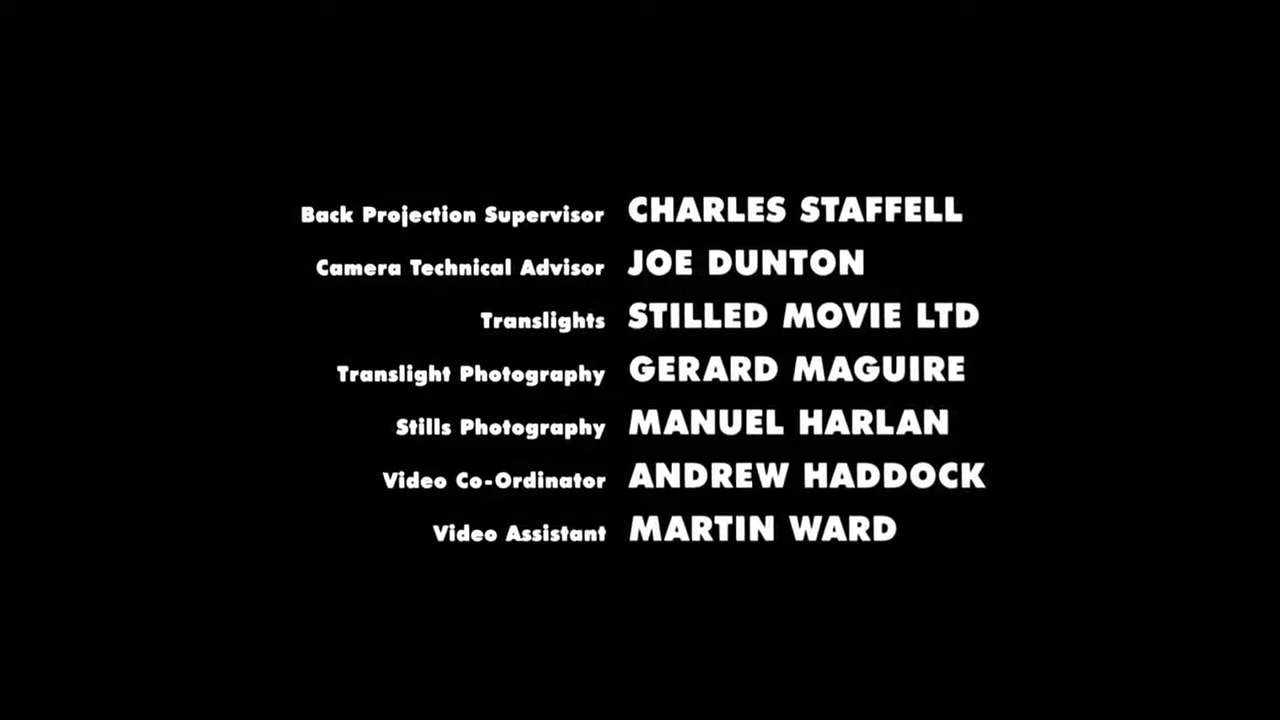 Back Projection Supervisor CHARLES STAFFELL
Camera Technical Advisor JOE DUNTON
Translights STILLED MOVIE LTD
Translight Photography GERARD MAGUIRE
Stills Photography MANUEL HARLAN
Video Co-Ordinator ANDREW HADDOCK
Video Assistant MARTIN WARD